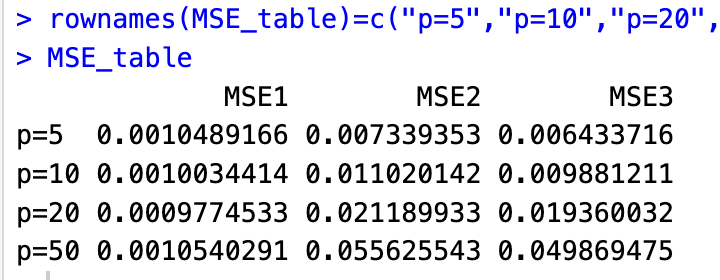 > rownames(MSE_table)=c("p=5","p=10","p=20",
> MSE_table
MSE1 MSE2 MSE3
p=5 0.0010489166 0.007339353 0.006433716
p=10 0.0010034414 0.011020142 0.009881211
p=20 0.0009774533 0.021189933 0.019360032
p=50 0.0010540291 0.055625543 0.049869475